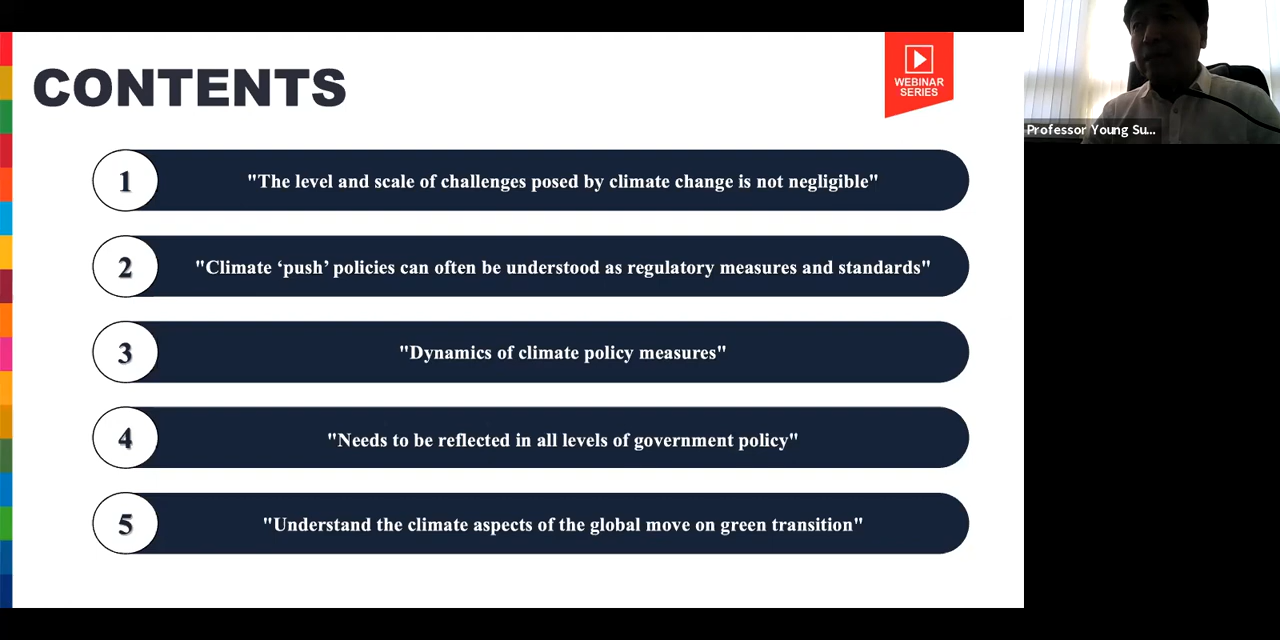 CONTENTS
WEBINAR
SERIES
Professor Young Su...
1
"The level and scale of challenges posed by climate change is not negligible"
2
"Climate ‘push’ policies can often be understood as regulatory measures and standards"
3
"Dynamics of climate policy measures"
4
"Needs to be reflected in all levels of government policy"
5
"Understand the climate aspects of the global move on green transition"